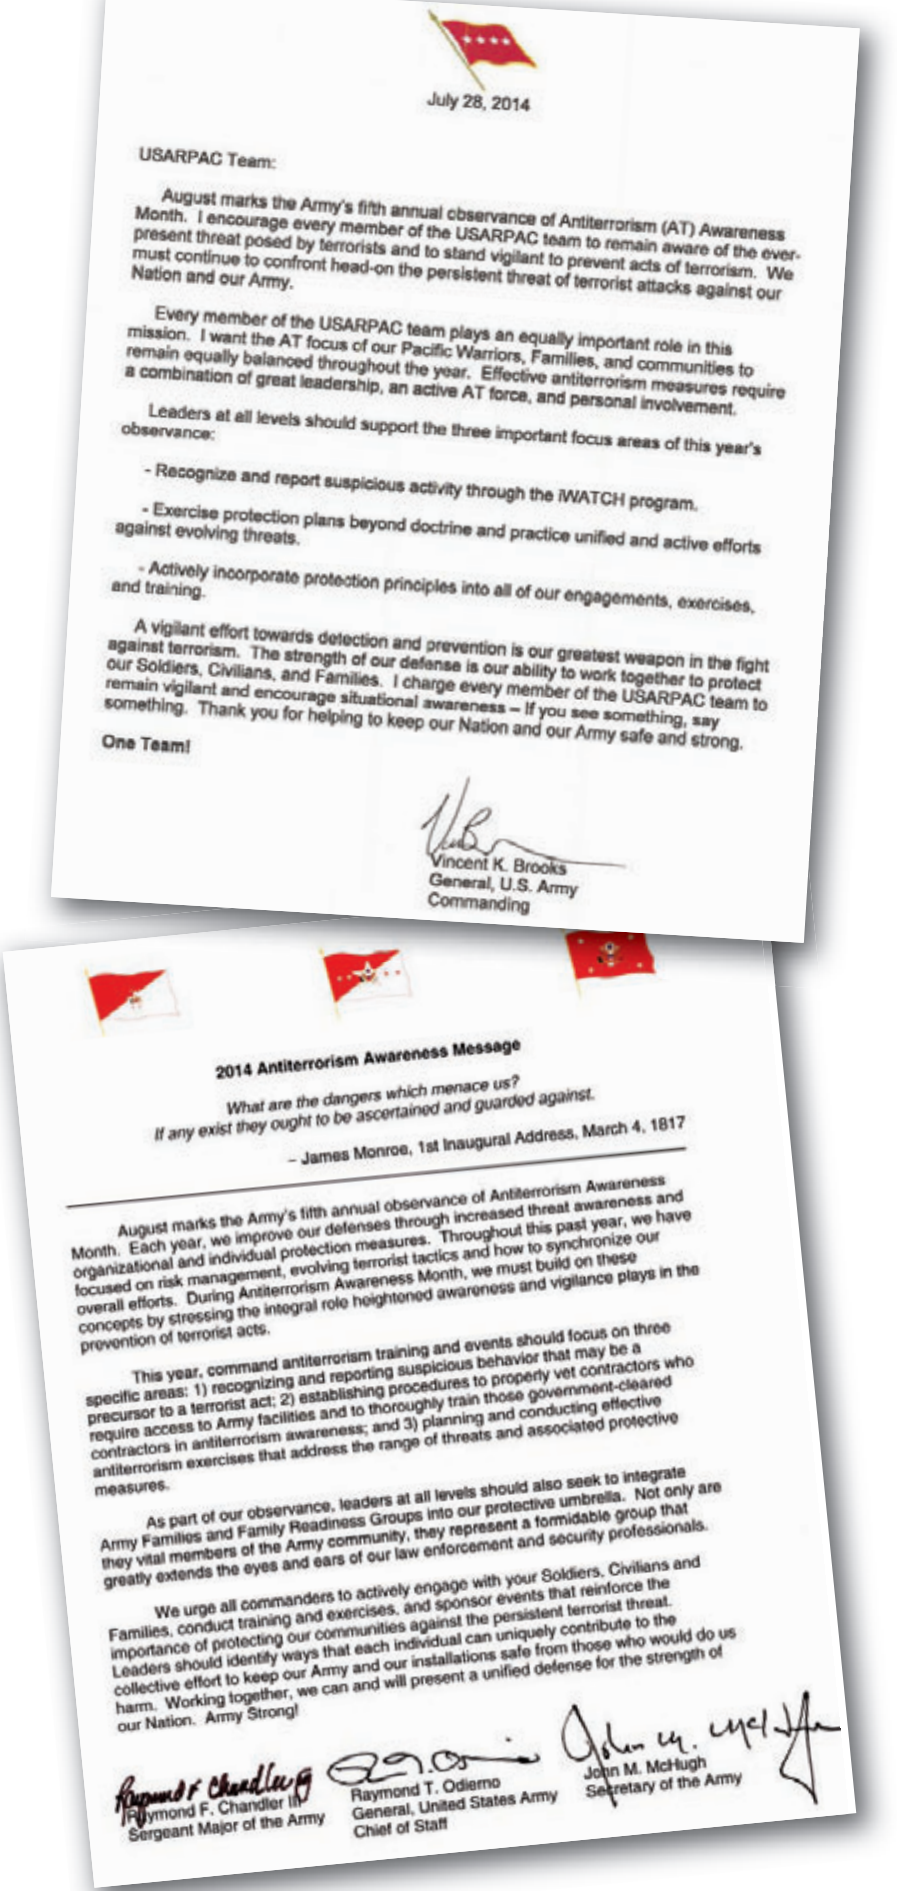 July 28, 2014
USARPAC Team:
August marks the Army's fifth annual observance of Antiterrorism (AT) Awareness
Month. I encourage every member of the USARPAC team to remain aware of the ever-
present threat posed by terrorists and to stand vigilant to prevent acts of terrorism. We
must continue to confront head-on the persistent threat of terrorist attacks against our
Nation and our Army.
Every member of the USARPAC team plays an equally important role in this
mission. I want the AT focus of our Pacific Warriors, Families, and communities to
remain equally balanced throughout the year. Effective antiterrorism measures require
a combination of great leadership, an active AT force, and personal involvement.
Leaders at all levels should support the three important focus areas of this year's
observance:
- Recognize and report suspicious activity through the iWATCH program.
- Exercise protection plans beyond doctrine and practice unified and active efforts
against evolving threats.
- Actively incorporate protection principles into all of our engagements, exercises,
and training.
A vigilant effort towards detection and prevention is our greatest weapon in the fight
against terrorism. The strength of our defense is our ability to work together to protect
our Soldiers, Civilians, and Families. I charge every member of the USARPAC team to
remain vigilant and encourage situational awareness – If you see something, say
something. Thank you for helping to keep our Nation and our Army safe and strong.
One Team!
Vincent K. Brooks
General, U.S. Army
Commanding
2014 Antiterrorism Awareness Message
What are the dangers which menace us?
If any exist they ought to be ascertained and guarded against.
– James Monroe, 1st Inaugural Address, March 4, 1817
August marks the Army's fifth annual observance of Antiterrorism Awareness
Month. Each year, we improve our defenses through increased threat awareness and
organizational and individual protection measures. Throughout this past year, we have
focused on risk management, evolving terrorist tactics and how to synchronize our
overall efforts. During Antiterrorism Awareness Month, we must build on these
concepts by stressing the integral role heightened awareness and vigilance plays in the
prevention of terrorist acts.
This year, command antiterrorism training and events should focus on three
specific areas: 1) recognizing and reporting suspicious behavior that may be a
precursor to a terrorist act; 2) establishing procedures to properly vet contractors who
require access to Army facilities and to thoroughly train those government-cleared
contractors in antiterrorism awareness; and 3) planning and conducting effective
antiterrorism exercises that address the range of threats and associated protective
measures.
As part of our observance, leaders at all levels should also seek to integrate
Army Families and Family Readiness Groups into our protective umbrella. Not only are
they vital members of the Army community, they represent a formidable group that
greatly extends the eyes and ears of our law enforcement and security professionals.
We urge all commanders to actively engage with your Soldiers, Civilians and
Families, conduct training and exercises, and sponsor events that reinforce the
importance of protecting our communities against the persistent terrorist threat.
Leaders should identify ways that each individual can uniquely contribute to the
collective effort to keep our Army and our installations safe from those who would do us
harm. Working together, we can and will present a unified defense for the strength of
our Nation. Army Strong!
Raymond F. Chandler III
Sergeant Major of the Army
Raymond T. Odierno
General, United States Army
Chief of Staff
John M. McHugh
Secretary of the Army